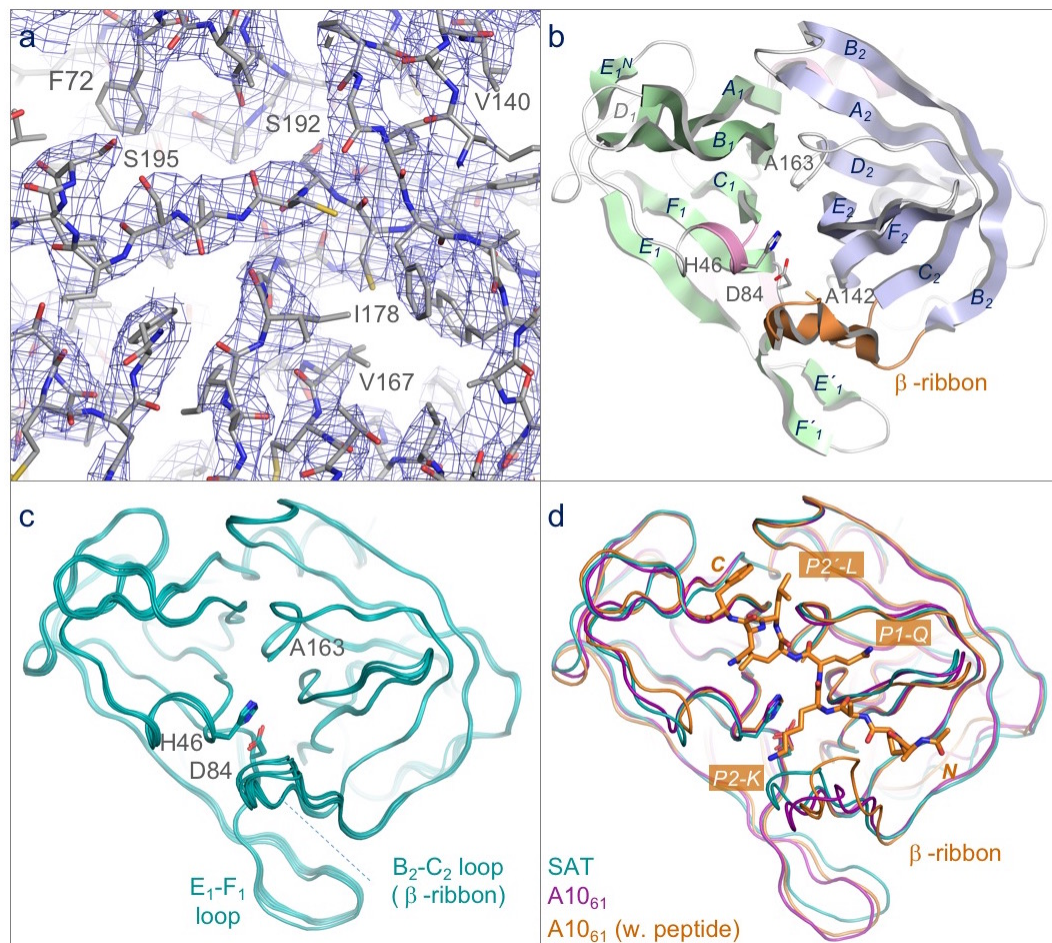 a
F72
S192
V140
S195
I178
V167
b
B₂
E₁ᴺ
A₁
D₁
A₂
B₁
A163
D₂
C₁
F₁
E₂
F₂
E₁
H46
C₂
D84
A142
B₂
β -ribbon
E´₁
F´₁
c
A163
H46
D84
B₂-C₂ loop
( β -ribbon)
E₁-F₁
loop
d
C
P2´-L
P1-Q
P2-K
N
β -ribbon
SAT
A10₆₁
A10₆₁ (w. peptide)